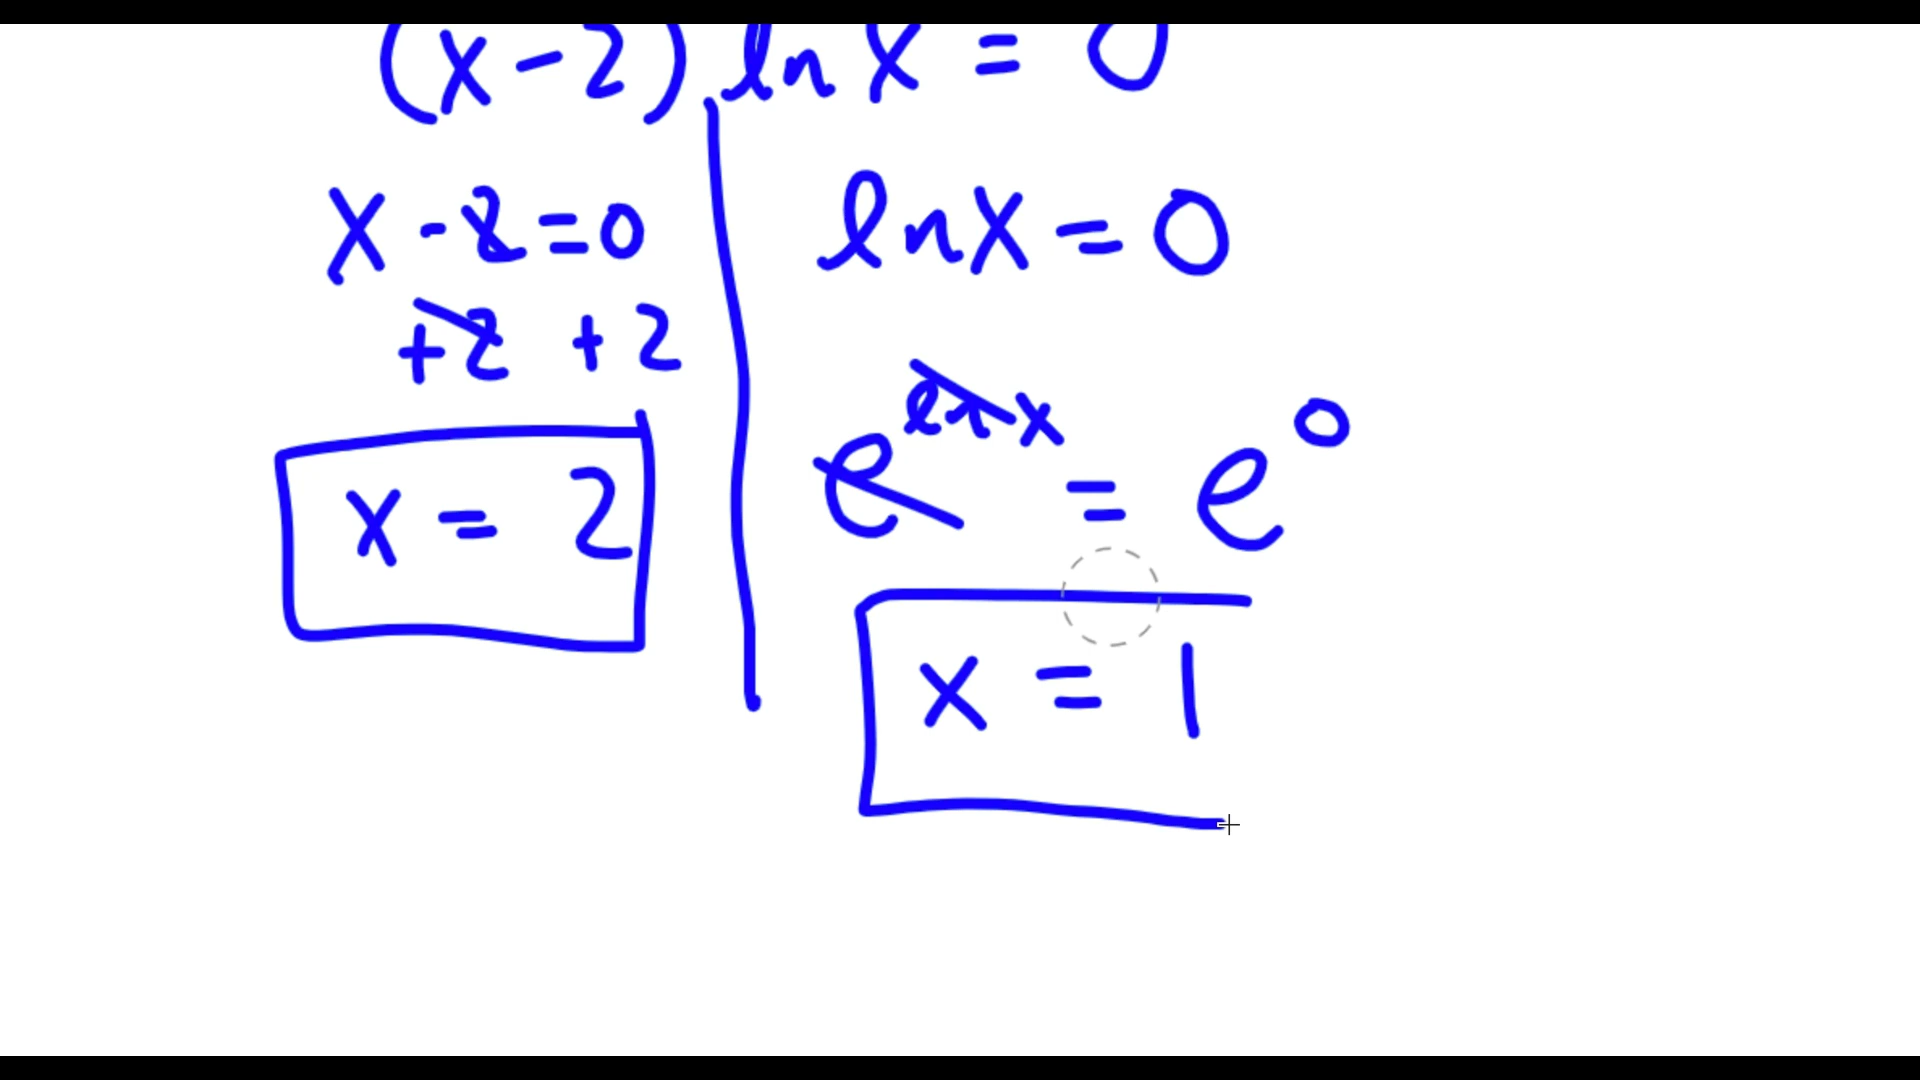 (x-2) ln x = 0
x - 2 = 0
+2 +2
x = 2
ln x = 0
e^{ln x} = e^0
x = 1